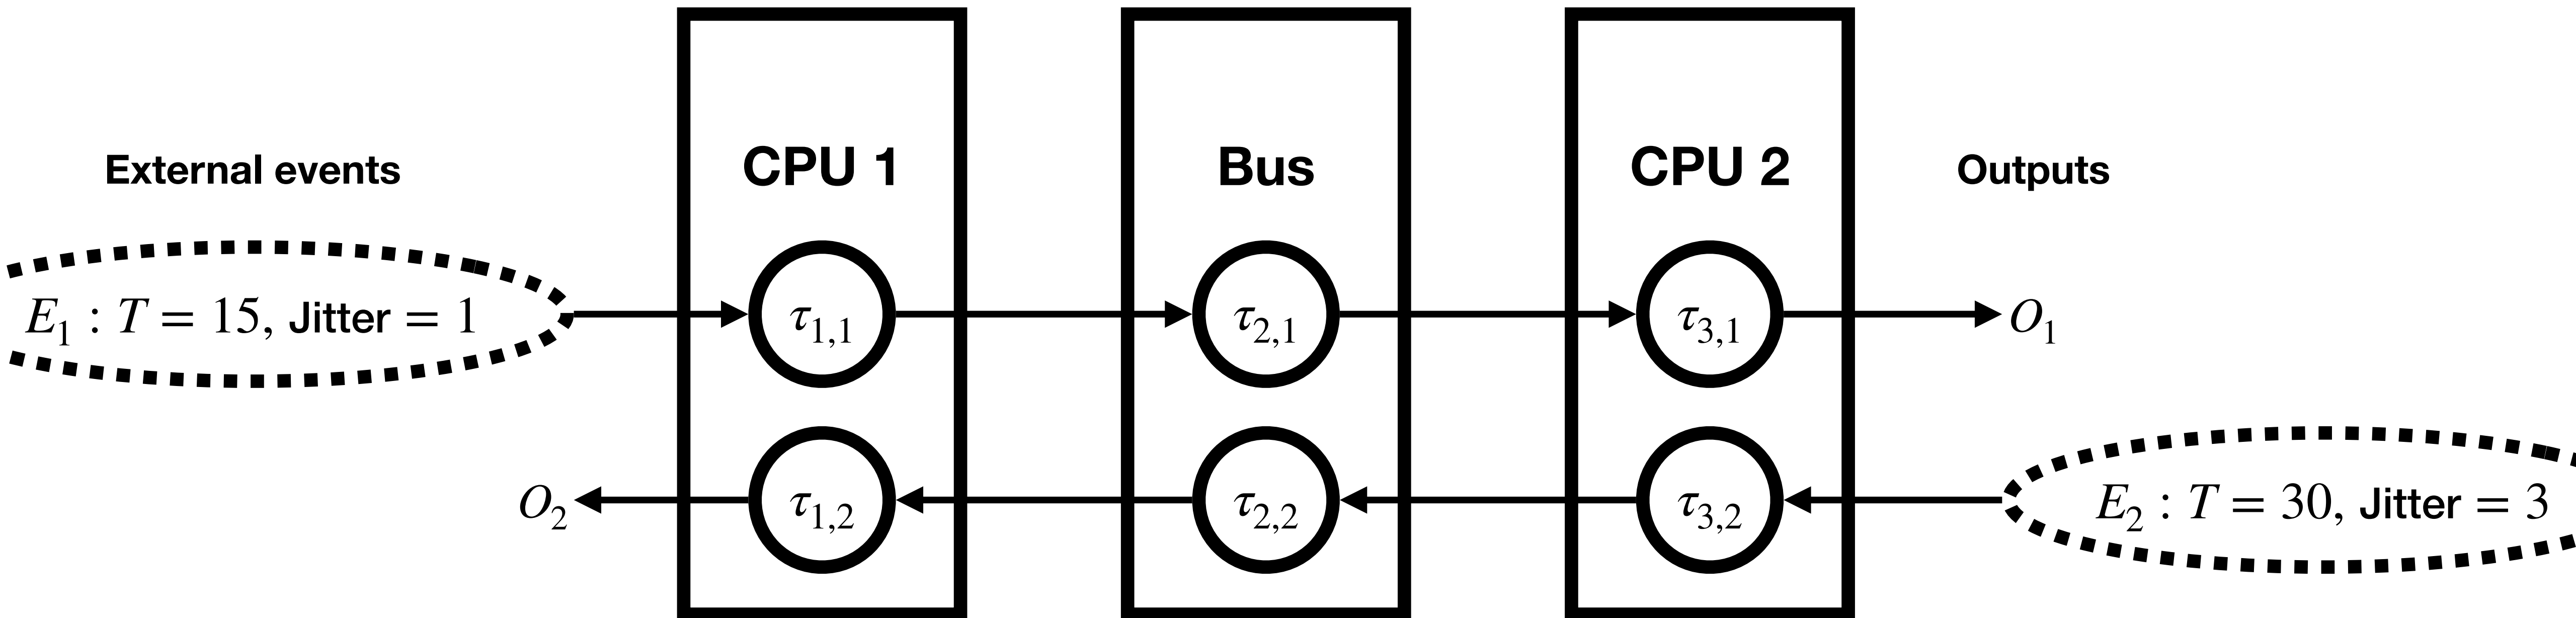 External events
CPU 1
Bus
CPU 2
Outputs
E₁ : T = 15, Jitter = 1
τ₁,₁
τ₂,₁
τ₃,₁
O₁
O₂
τ₁,₂
τ₂,₂
τ₃,₂
E₂ : T = 30, Jitter = 3